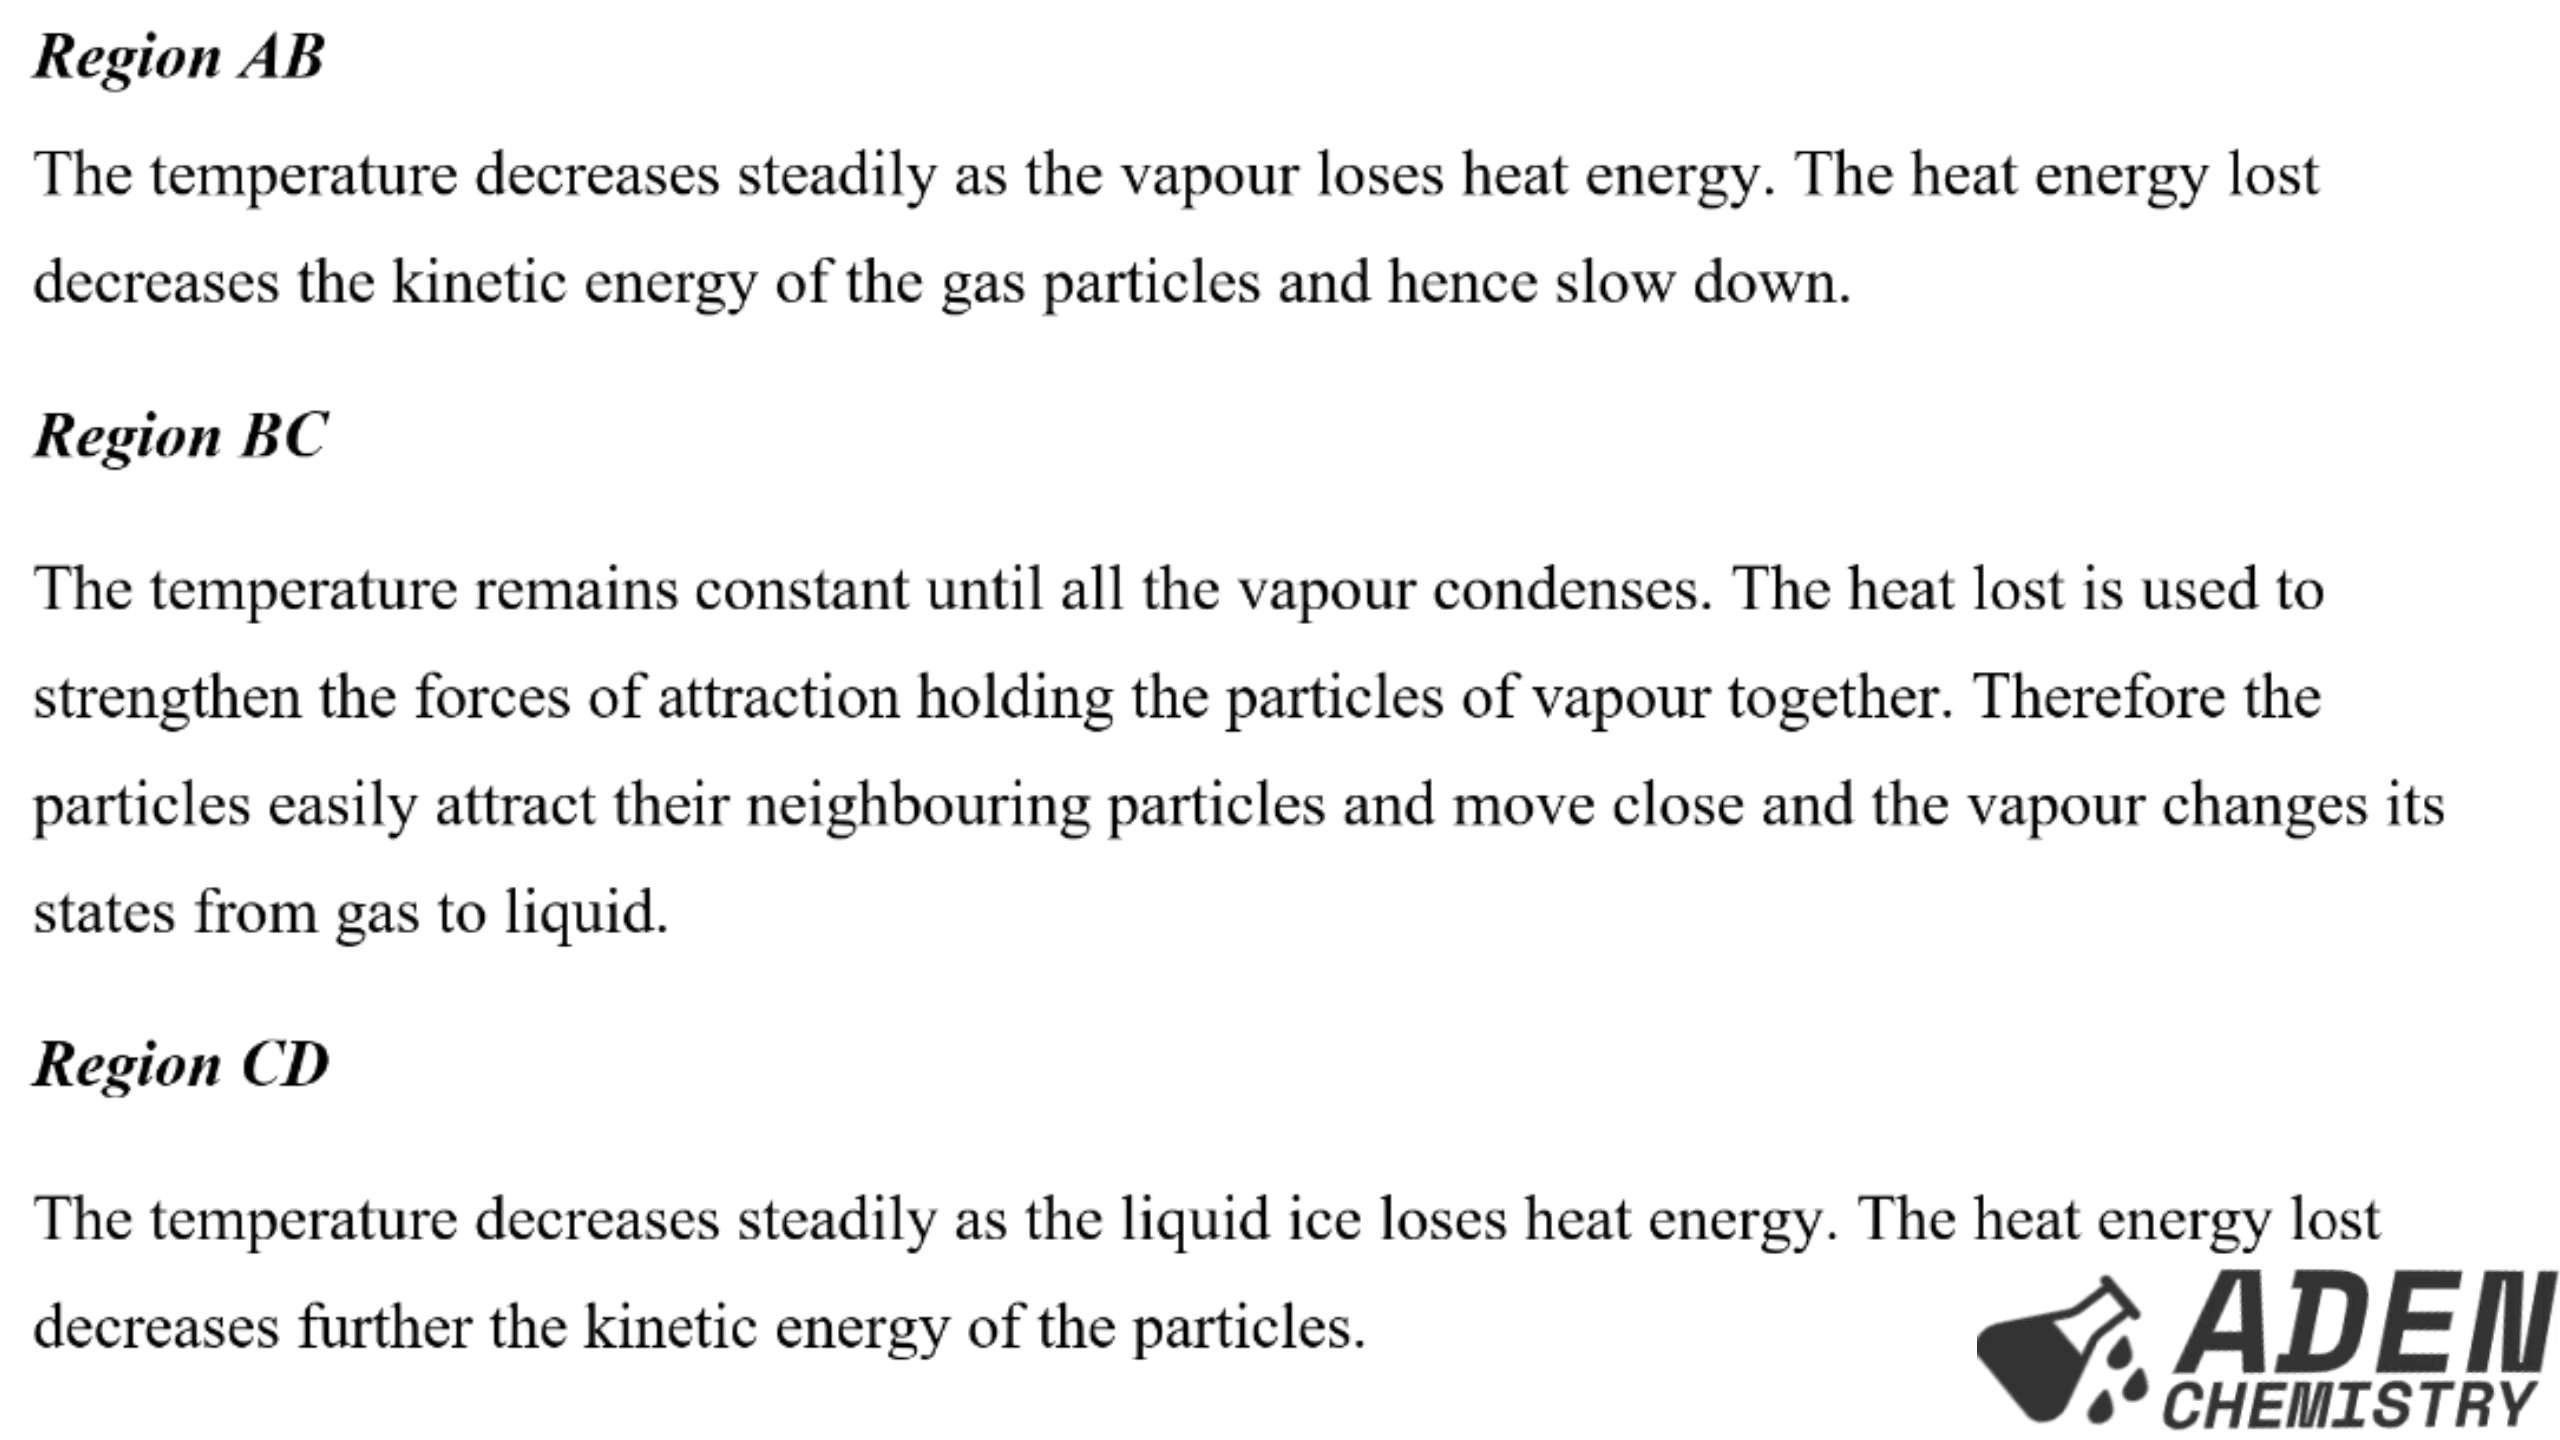 Region AB
The temperature decreases steadily as the vapour loses heat energy. The heat energy lost
decreases the kinetic energy of the gas particles and hence slow down.
Region BC
The temperature remains constant until all the vapour condenses. The heat lost is used to
strengthen the forces of attraction holding the particles of vapour together. Therefore the
particles easily attract their neighbouring particles and move close and the vapour changes its
states from gas to liquid.
Region CD
The temperature decreases steadily as the liquid ice loses heat energy. The heat energy lost
decreases further the kinetic energy of the particles.
ADEN
CHEMISTRY